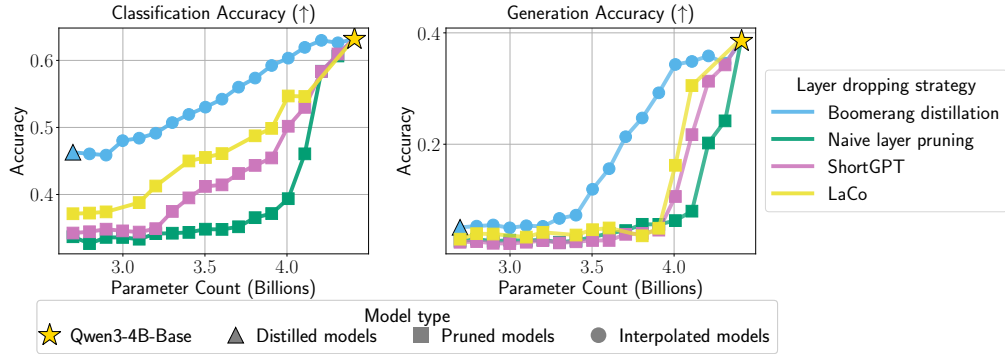 Classification Accuracy (↑)
Accuracy
0.6
0.5
0.4
3.0 3.5 4.0
Parameter Count (Billions)
Generation Accuracy (↑)
Accuracy
0.4
0.2
3.0 3.5 4.0
Parameter Count (Billions)
Layer dropping strategy
Boomerang distillation
Naive layer pruning
ShortGPT
LaCo
Model type
Qwen3-4B-Base Distilled models Pruned models Interpolated models